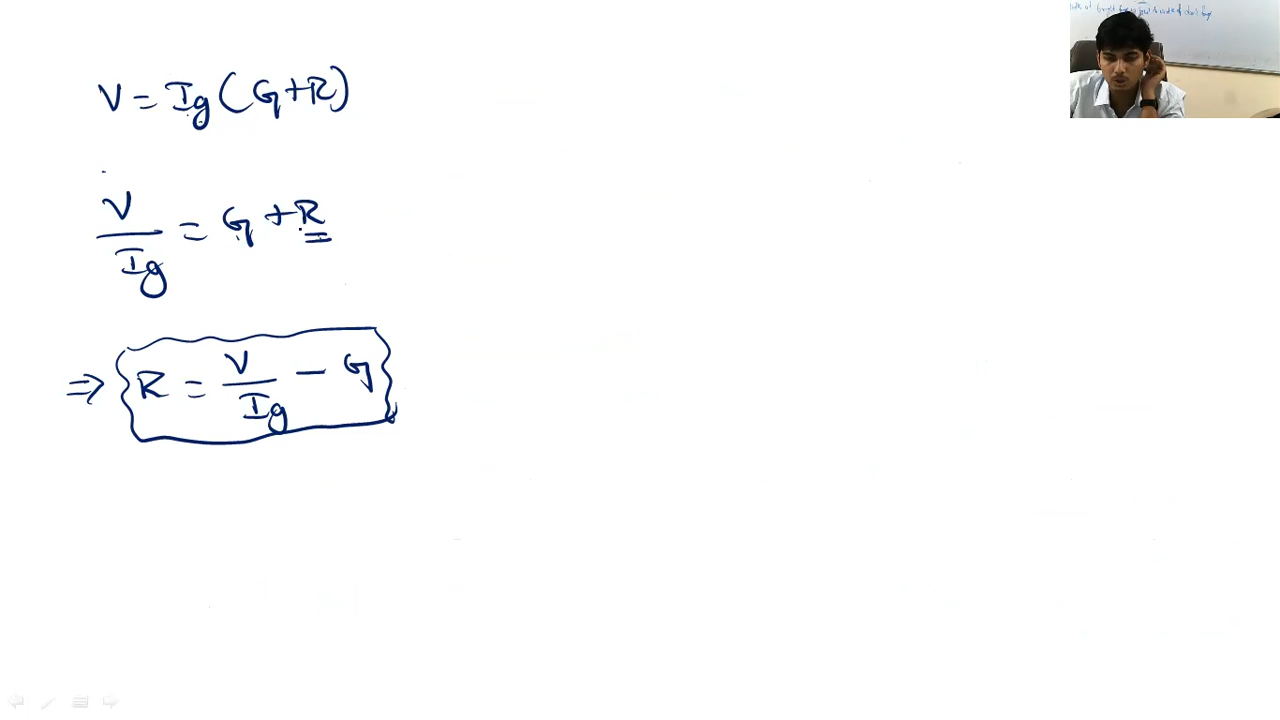 V = Ig (G+R)
V/Ig = G + R
⇒ R = V/Ig − G